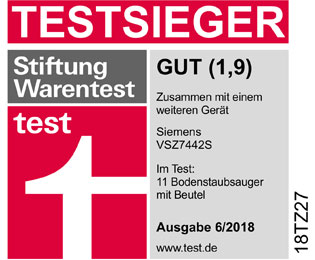 TESTSIEGER
Stiftung
Warentest
test
GUT (1,9)
Zusammen mit einem
weiteren Gerät
Siemens
VSZ7442S
Im Test:
11 Bodenstaubsauger
mit Beutel
Ausgabe 6/2018
www.test.de
18TZ27